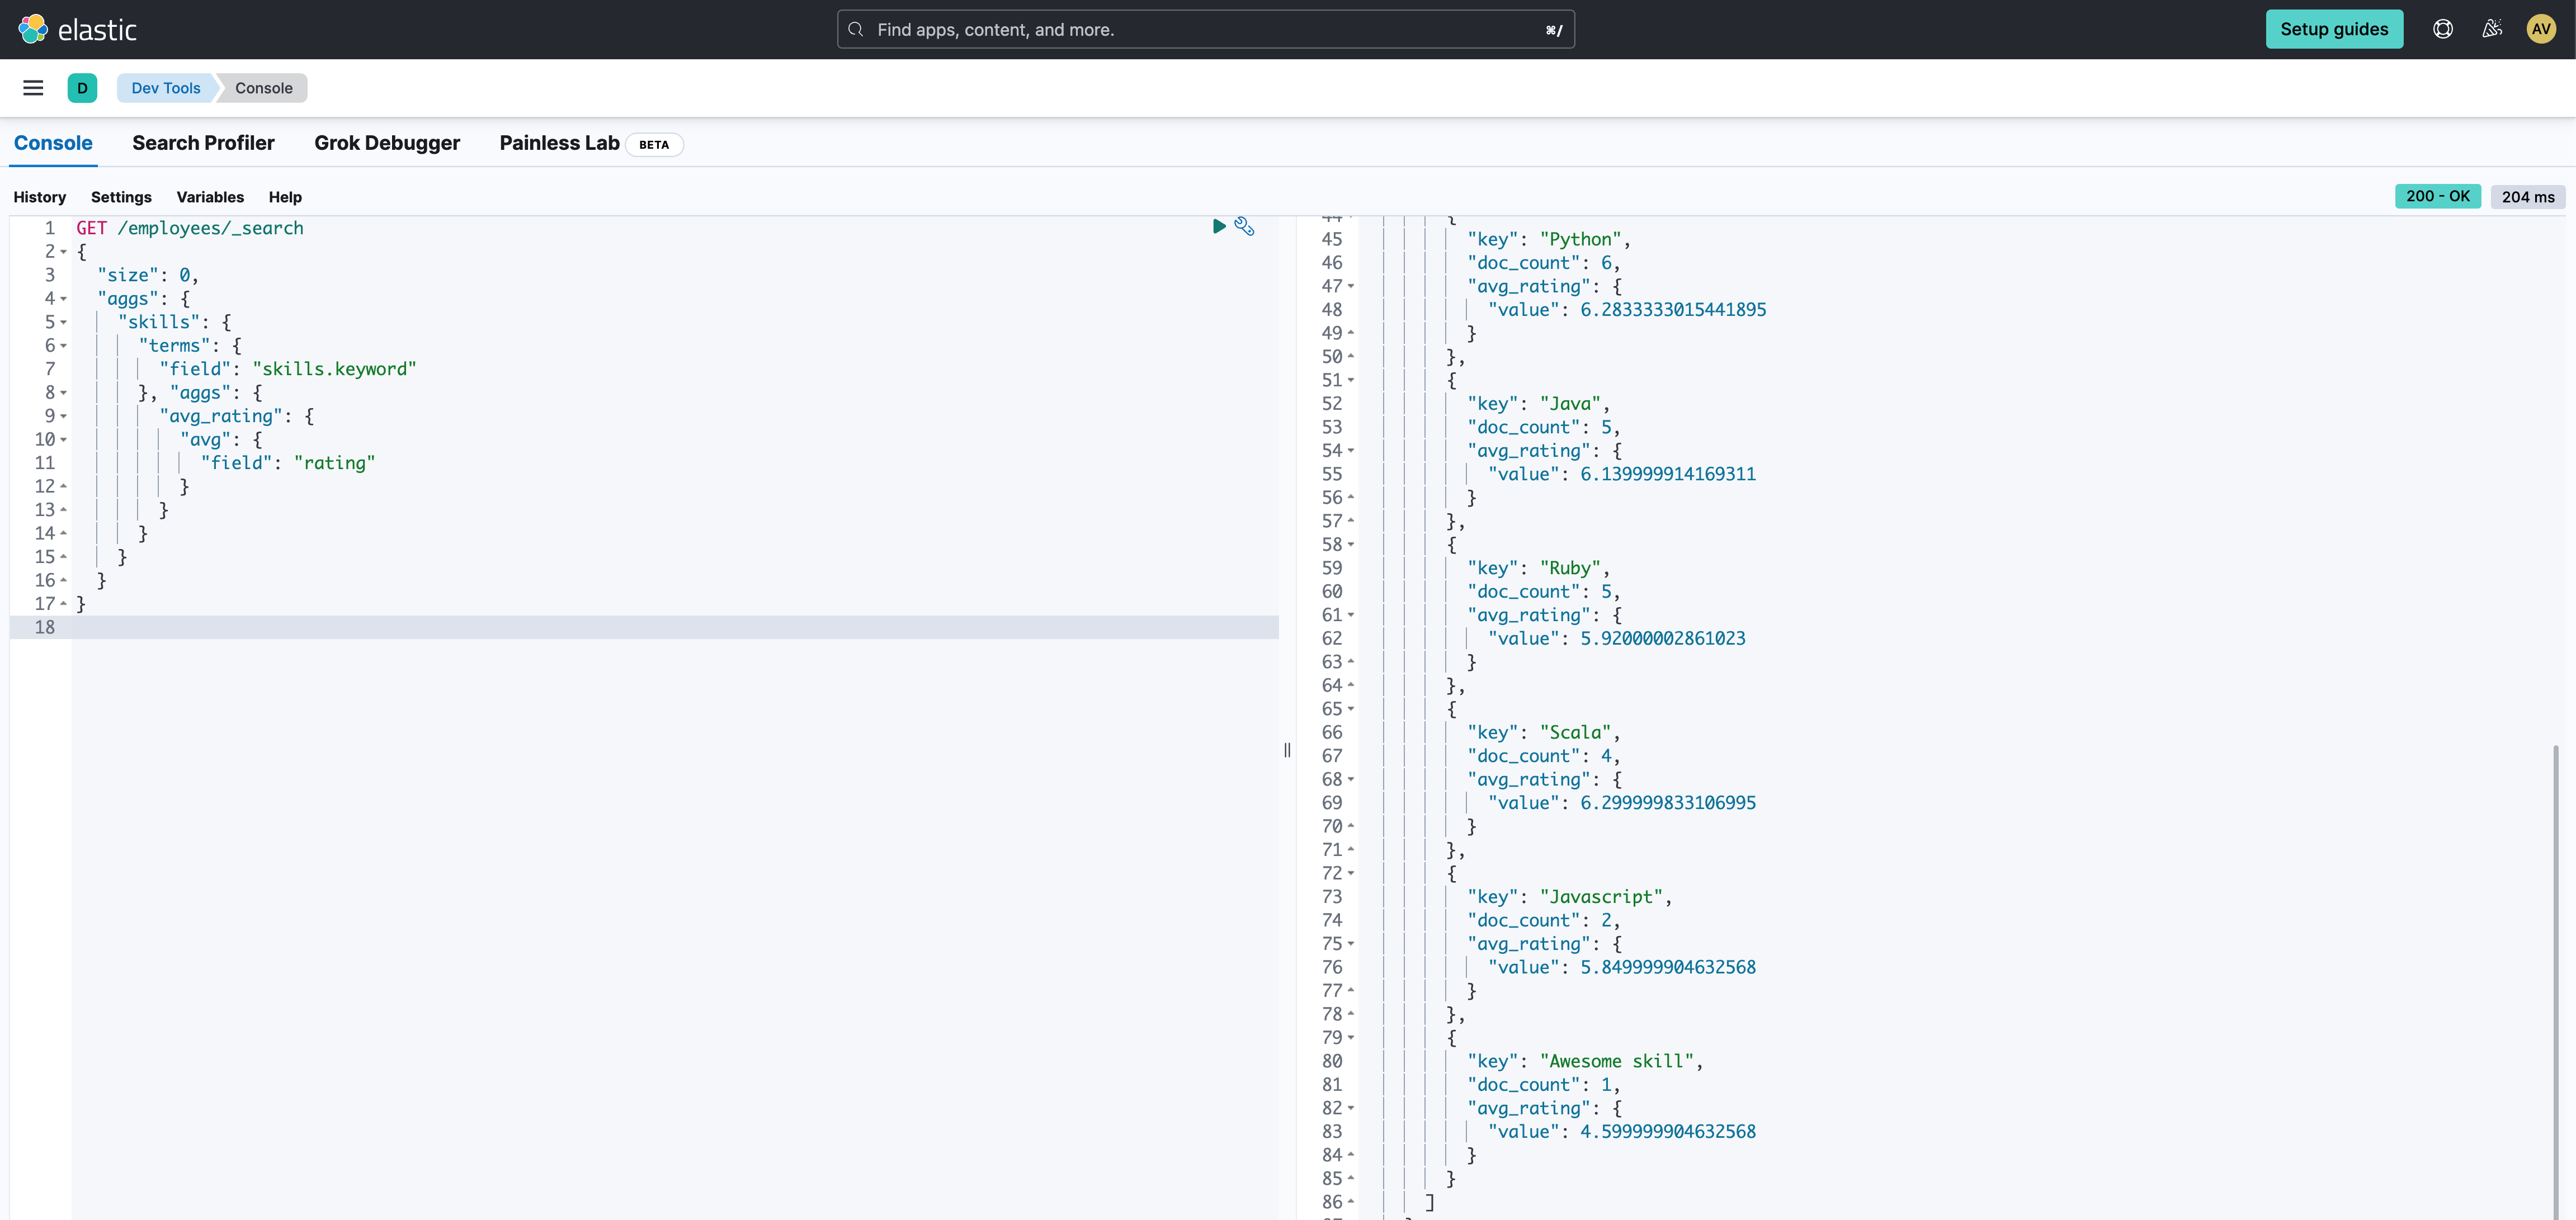 elastic
Find apps, content, and more.
⌘/
Setup guides
AV
D
Dev Tools
Console
Console
Search Profiler
Grok Debugger
Painless Lab
BETA
History
Settings
Variables
Help
200 - OK
204 ms
1 GET /employees/_search
2 {
3 "size": 0,
4 "aggs": {
5 "skills": {
6 "terms": {
7 "field": "skills.keyword"
8 }, "aggs": {
9 "avg_rating": {
10 "avg": {
11 "field": "rating"
12 }
13 }
14 }
15 }
16 }
17 }
18
44 {
45 "key": "Python",
46 "doc_count": 6,
47 "avg_rating": {
48 "value": 6.2833333015441895
49 }
50 },
51 {
52 "key": "Java",
53 "doc_count": 5,
54 "avg_rating": {
55 "value": 6.139999914169311
56 }
57 },
58 {
59 "key": "Ruby",
60 "doc_count": 5,
61 "avg_rating": {
62 "value": 5.92000002861023
63 }
64 },
65 {
66 "key": "Scala",
67 "doc_count": 4,
68 "avg_rating": {
69 "value": 6.299999833106995
70 }
71 },
72 {
73 "key": "Javascript",
74 "doc_count": 2,
75 "avg_rating": {
76 "value": 5.849999904632568
77 }
78 },
79 {
80 "key": "Awesome skill",
81 "doc_count": 1,
82 "avg_rating": {
83 "value": 4.599999904632568
84 }
85 }
86 ]